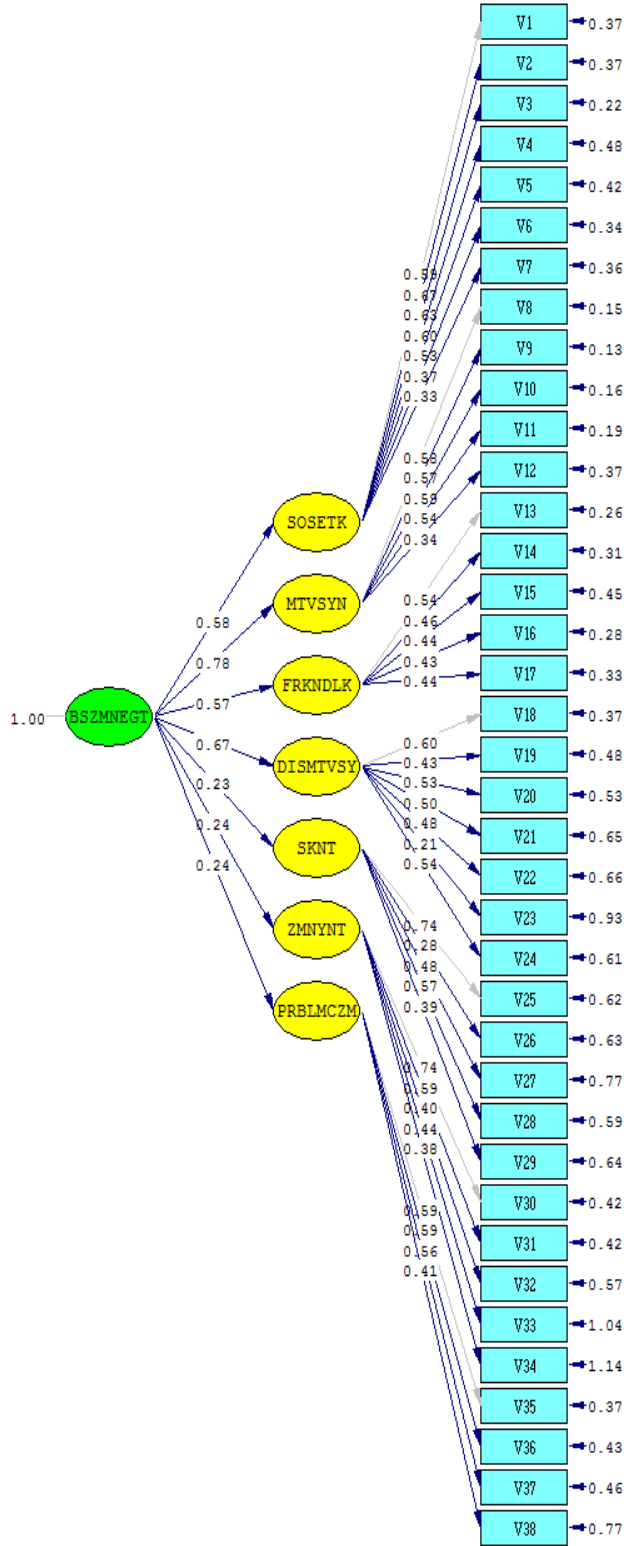 V1 0.37
V2 0.37
V3 0.22
V4 0.48
V5 0.42
V6 0.34
V7 0.36
0.59
0.67
0.63
0.60
0.53
0.37
0.33
V8 0.15
V9 0.13
V10 0.16
V11 0.19
V12 0.37
0.58
0.57
0.59
0.54
0.34
V13 0.26
SOSETK
V14 0.31
V15 0.45
V16 0.28
V17 0.33
0.54
0.46
0.44
0.43
0.44
MTVSYN
0.58
0.78
FRKNDLK
0.57
1.00 BSZMNEGT
V18 0.37
V19 0.48
V20 0.53
V21 0.65
V22 0.66
V23 0.93
V24 0.61
0.60
0.43
0.53
0.50
0.48
0.21
0.54
0.67
DISMTVSY
0.23
0.24
0.24
SKNT
0.74
0.28
0.48
0.57
0.39
V25 0.62
V26 0.63
V27 0.77
V28 0.59
V29 0.64
ZMNYNT
PRBLMCZM
0.74
0.59
0.40
0.44
0.38
V30 0.42
V31 0.42
V32 0.57
V33 1.04
V34 1.14
0.59
0.59
0.56
0.41
V35 0.37
V36 0.43
V37 0.46
V38 0.77